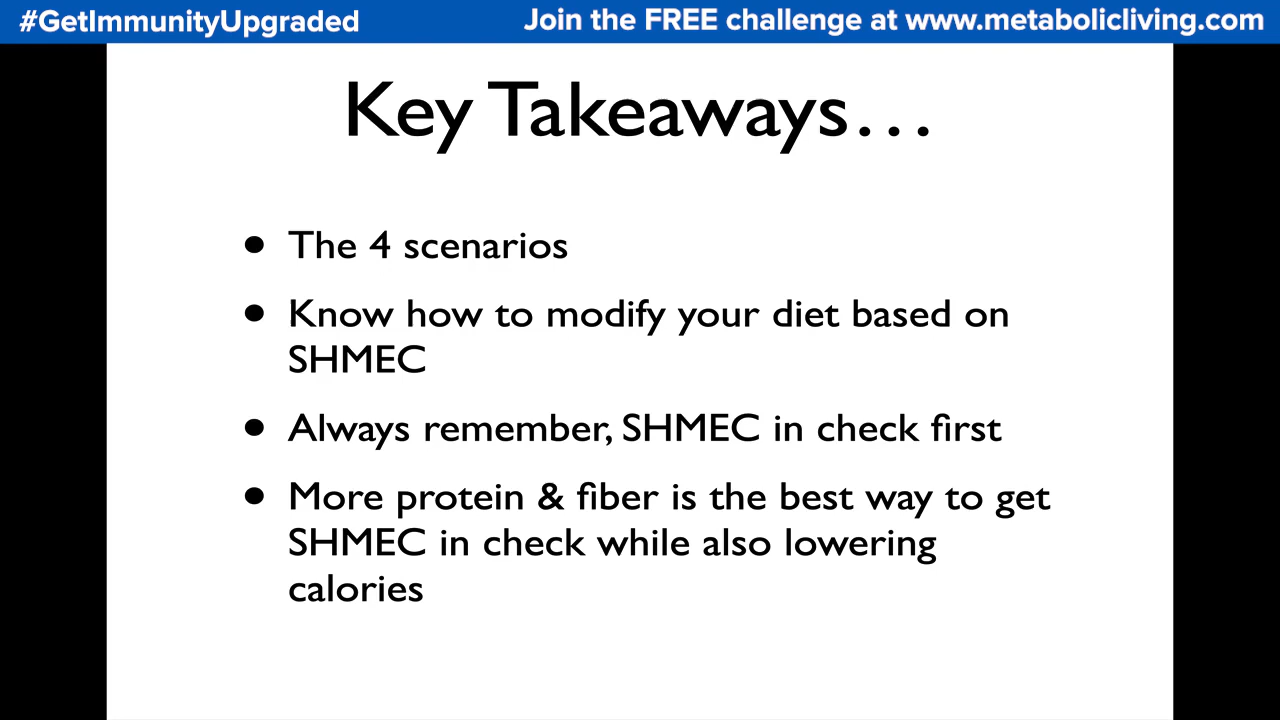 #GetImmunityUpgraded
Join the FREE challenge at www.metabolicliving.com
Key Takeaways...
• The 4 scenarios
• Know how to modify your diet based on
SHMEC
• Always remember, SHMEC in check first
• More protein & fiber is the best way to get
SHMEC in check while also lowering
calories